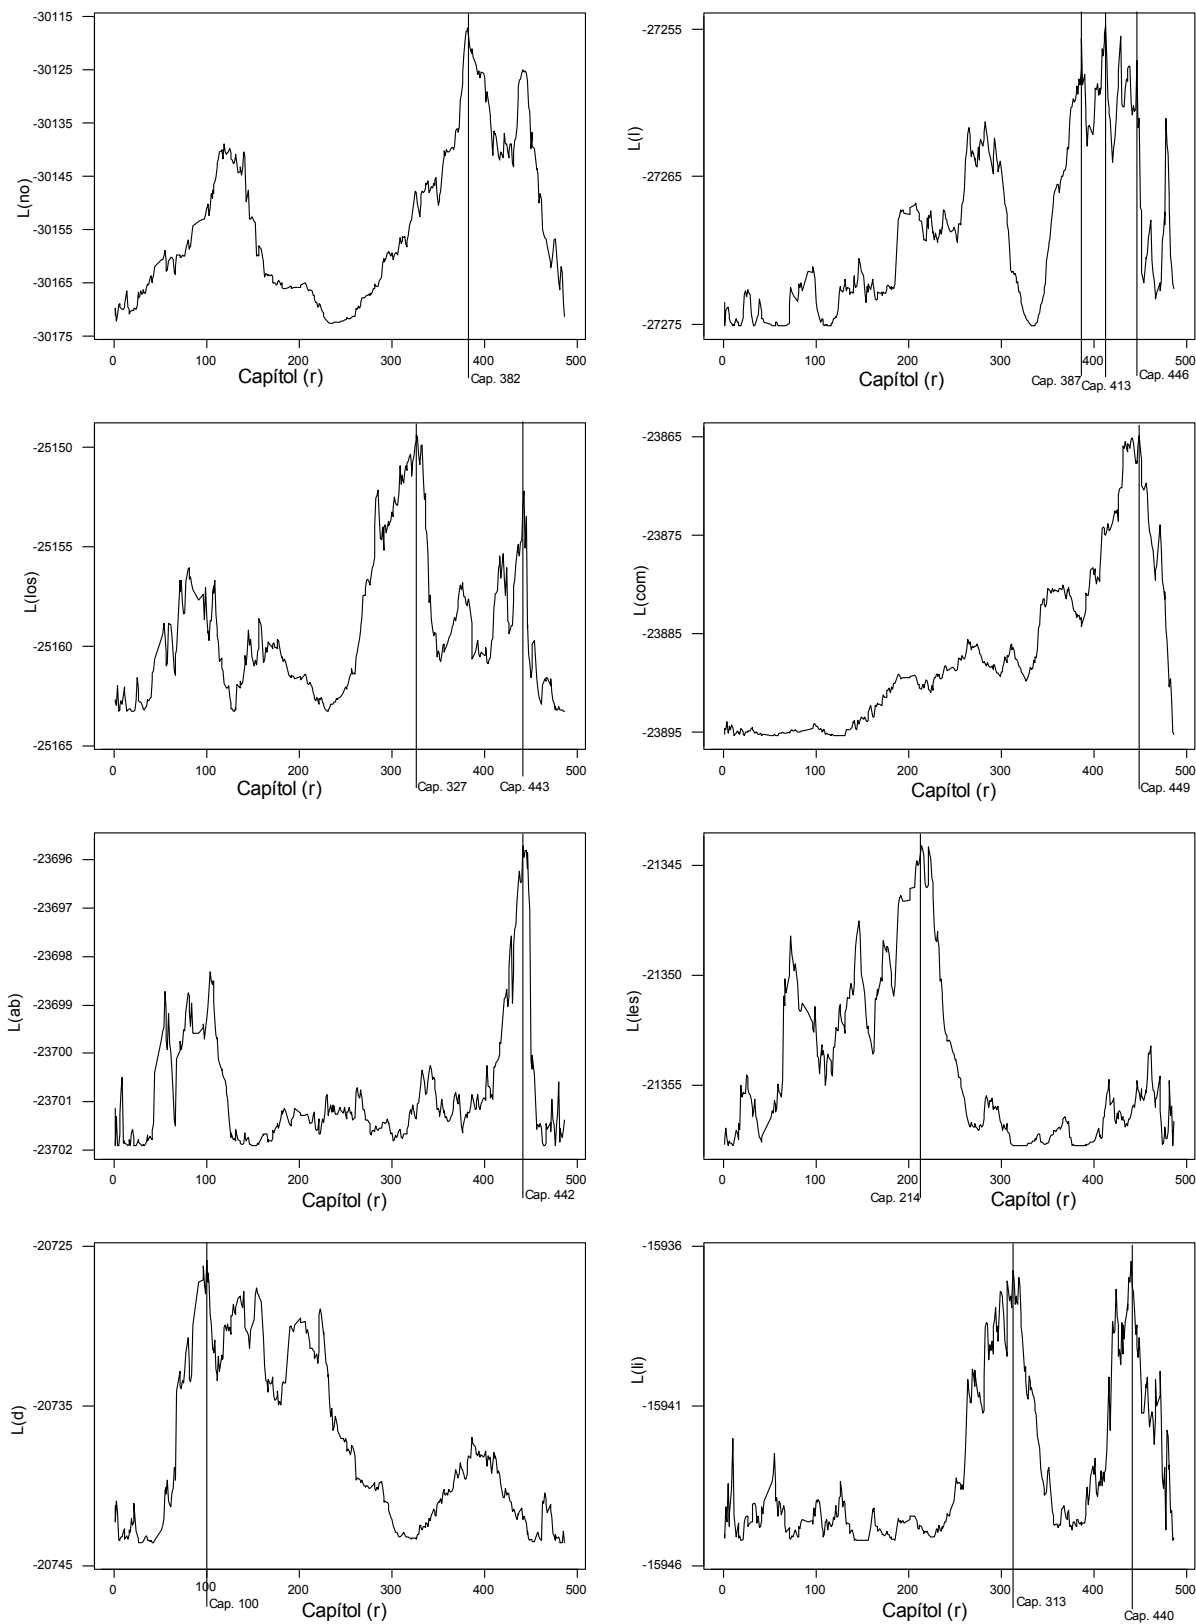 L(no)
-30115
-30125
-30135
-30145
-30155
-30165
-30175
0 100 200 300 400 500
Capítol (r)
Cap. 382
L(l)
-27255
-27265
-27275
0 100 200 300 400 500
Capítol (r)
Cap. 387
Cap. 413
Cap. 446
L(los)
-25150
-25155
-25160
-25165
0 100 200 300 400 500
Capítol (r)
Cap. 327
Cap. 443
L(com)
-23865
-23875
-23885
-23895
0 100 200 300 400 500
Capítol (r)
Cap. 449
L(ab)
-23696
-23697
-23698
-23699
-23700
-23701
-23702
0 100 200 300 400 500
Capítol (r)
Cap. 442
L(les)
-21345
-21350
-21355
0 100 200 300 400 500
Cap. 214
Capítol (r)
L(d)
-20725
-20735
-20745
0 100 200 300 400 500
Cap. 100
Capítol (r)
L(li)
-15936
-15941
-15946
0 100 200 300 400 500
Capítol (r)
Cap. 313
Cap. 440